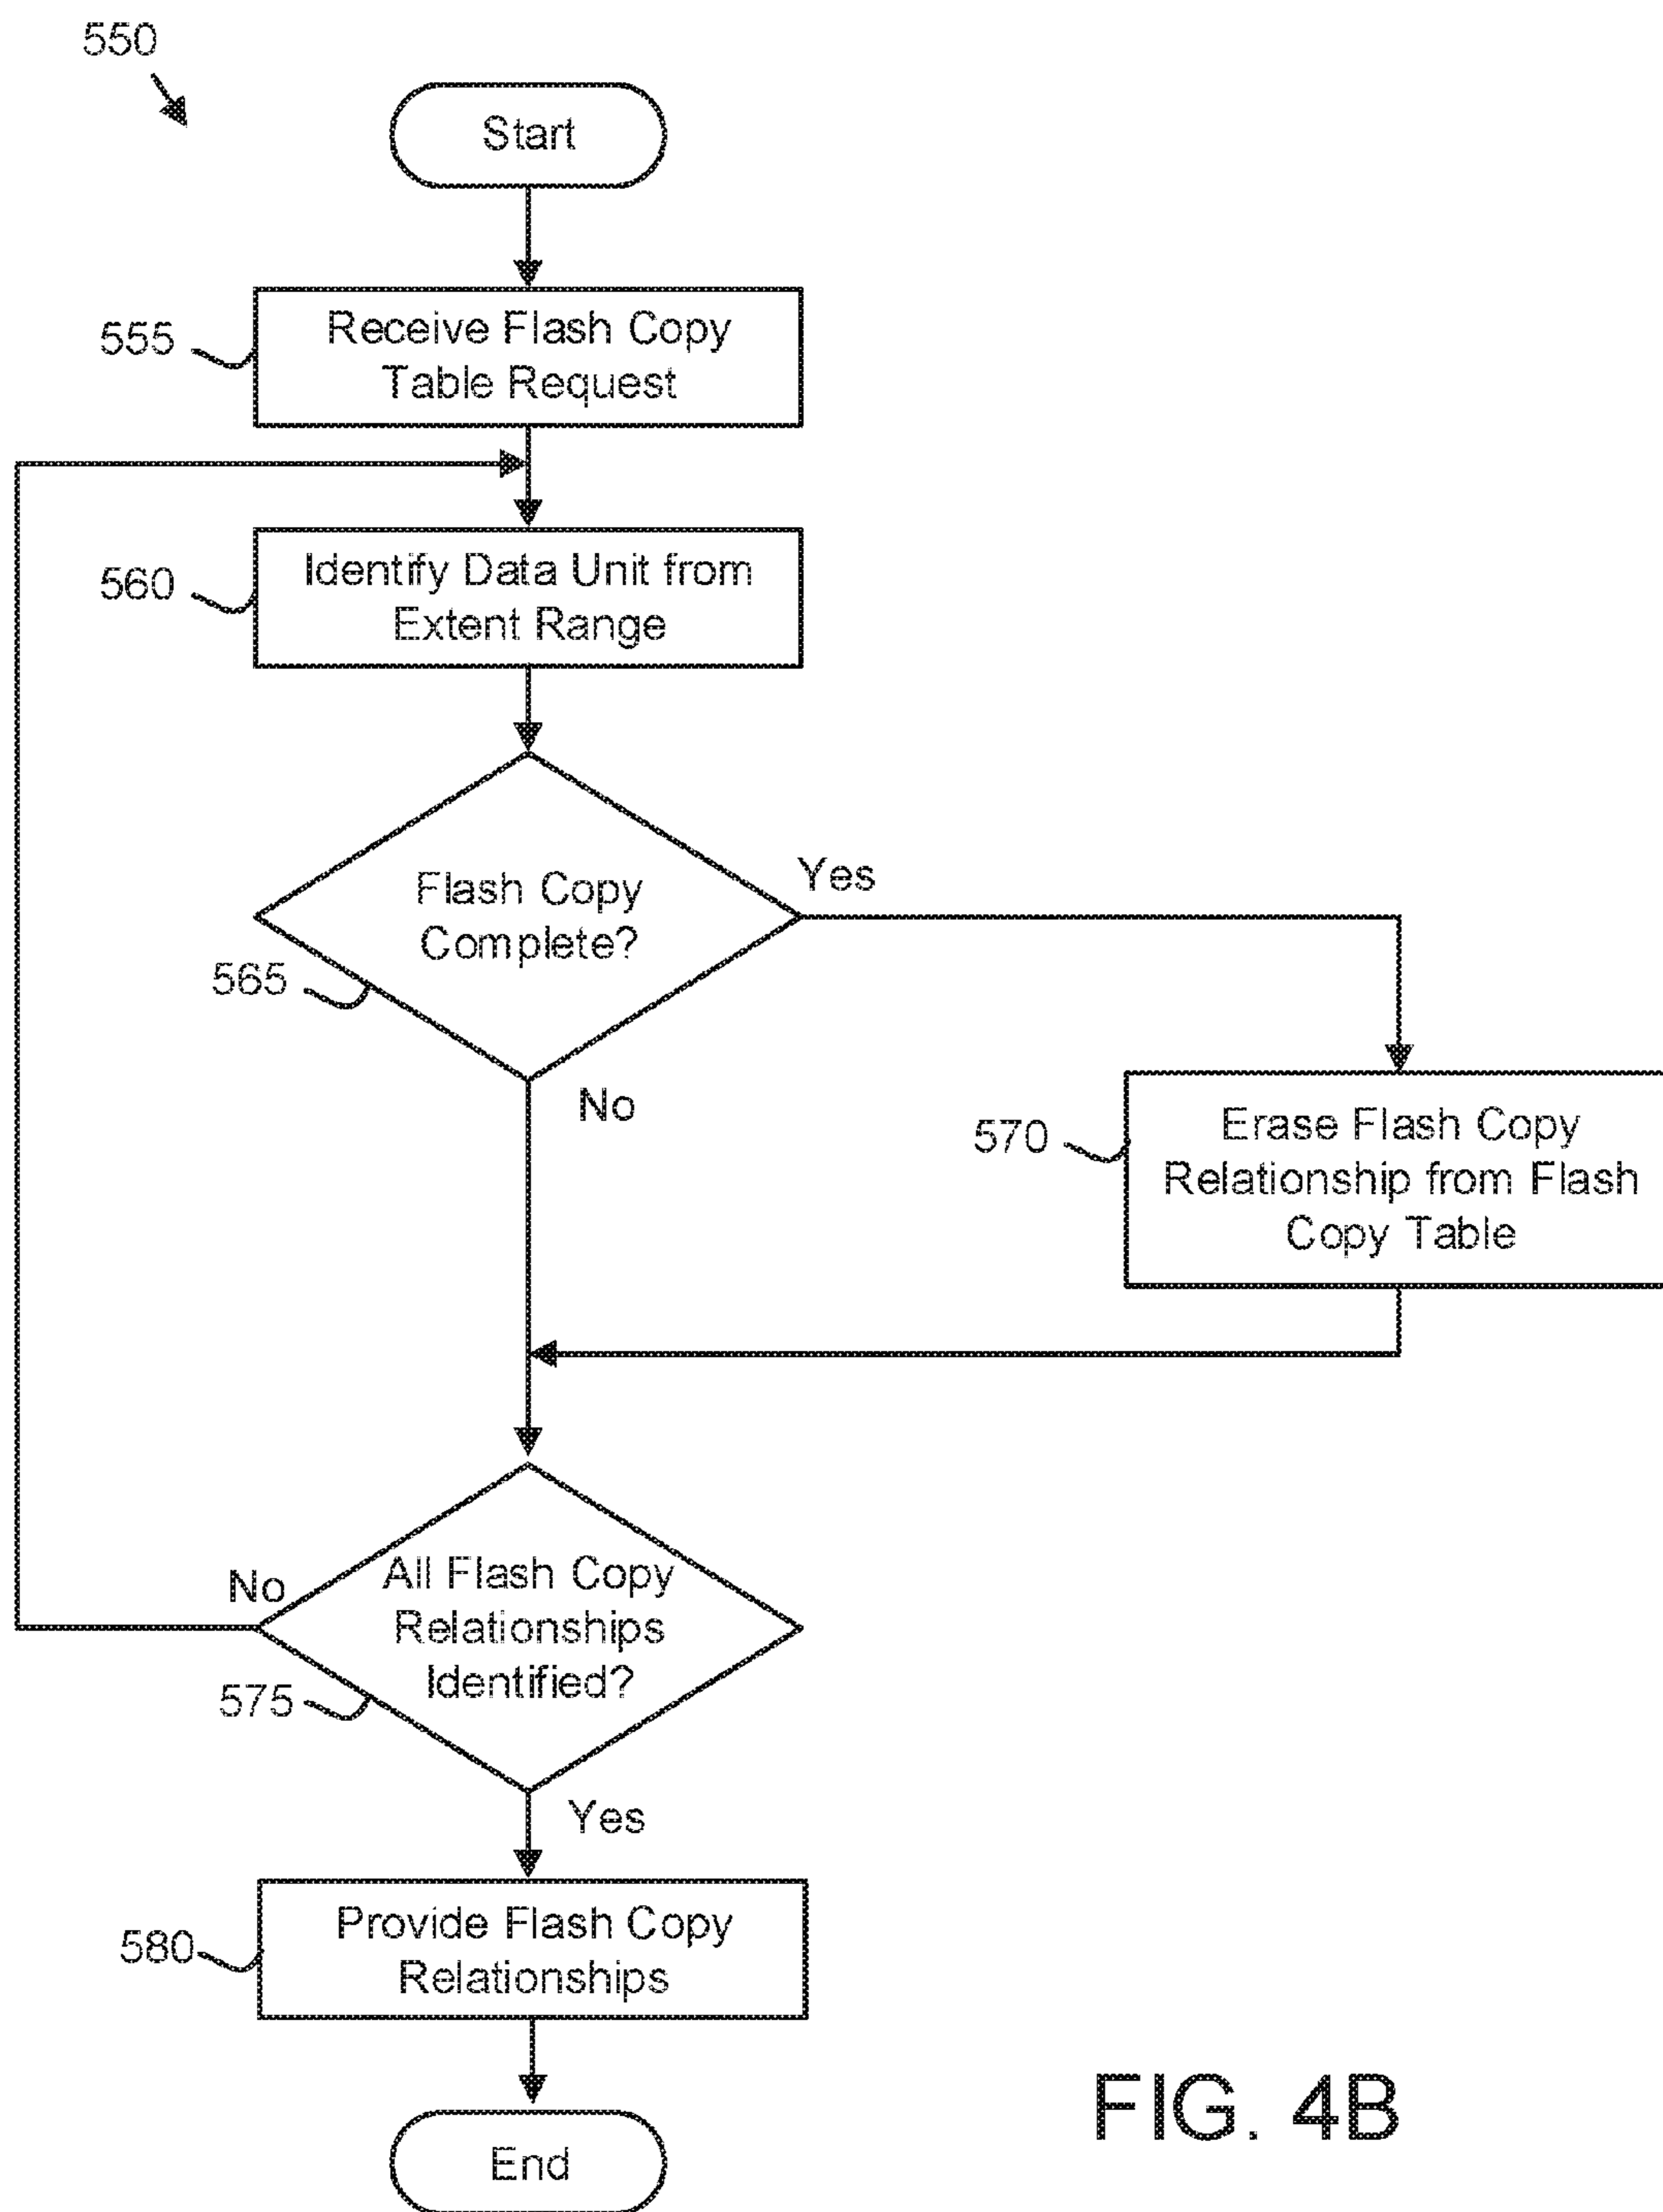 550
Start
555
Receive Flash Copy
Table Request
560
Identify Data Unit from
Extent Range
Flash Copy
Complete?
Yes
565
No
570
Erase Flash Copy
Relationship from Flash
Copy Table
No
All Flash Copy
Relationships
Identified?
575
Yes
580
Provide Flash Copy
Relationships
End
FIG. 4B